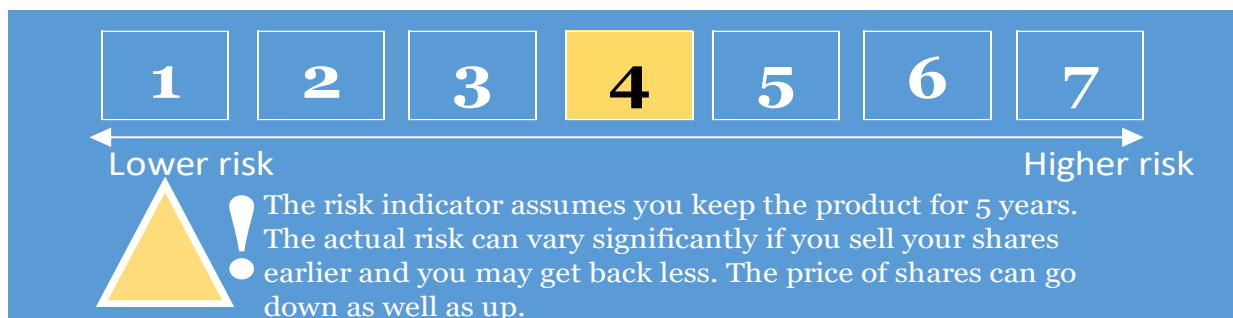 1 2 3 4 5 6 7
Lower risk Higher risk
! The risk indicator assumes you keep the product for 5 years.
The actual risk can vary significantly if you sell your shares
earlier and you may get back less. The price of shares can go
down as well as up.